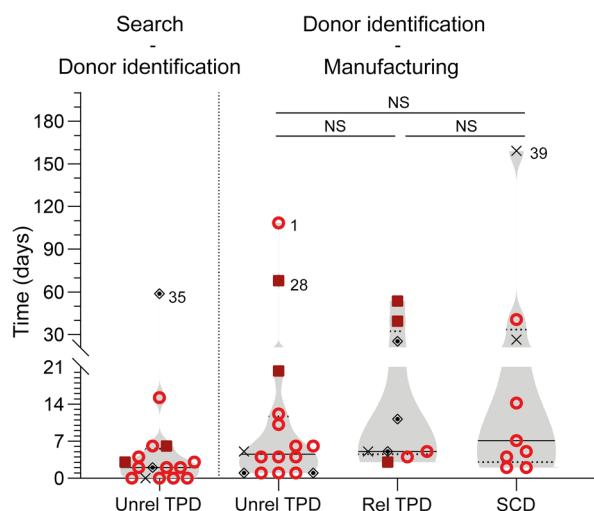 Search
-
Donor identification
Donor identification
-
Manufacturing
NS
NS
NS
Time (days)
180
150
120
90
60
30
21
14
7
0
35
1
28
39
Unrel TPD
Unrel TPD
Rel TPD
SCD